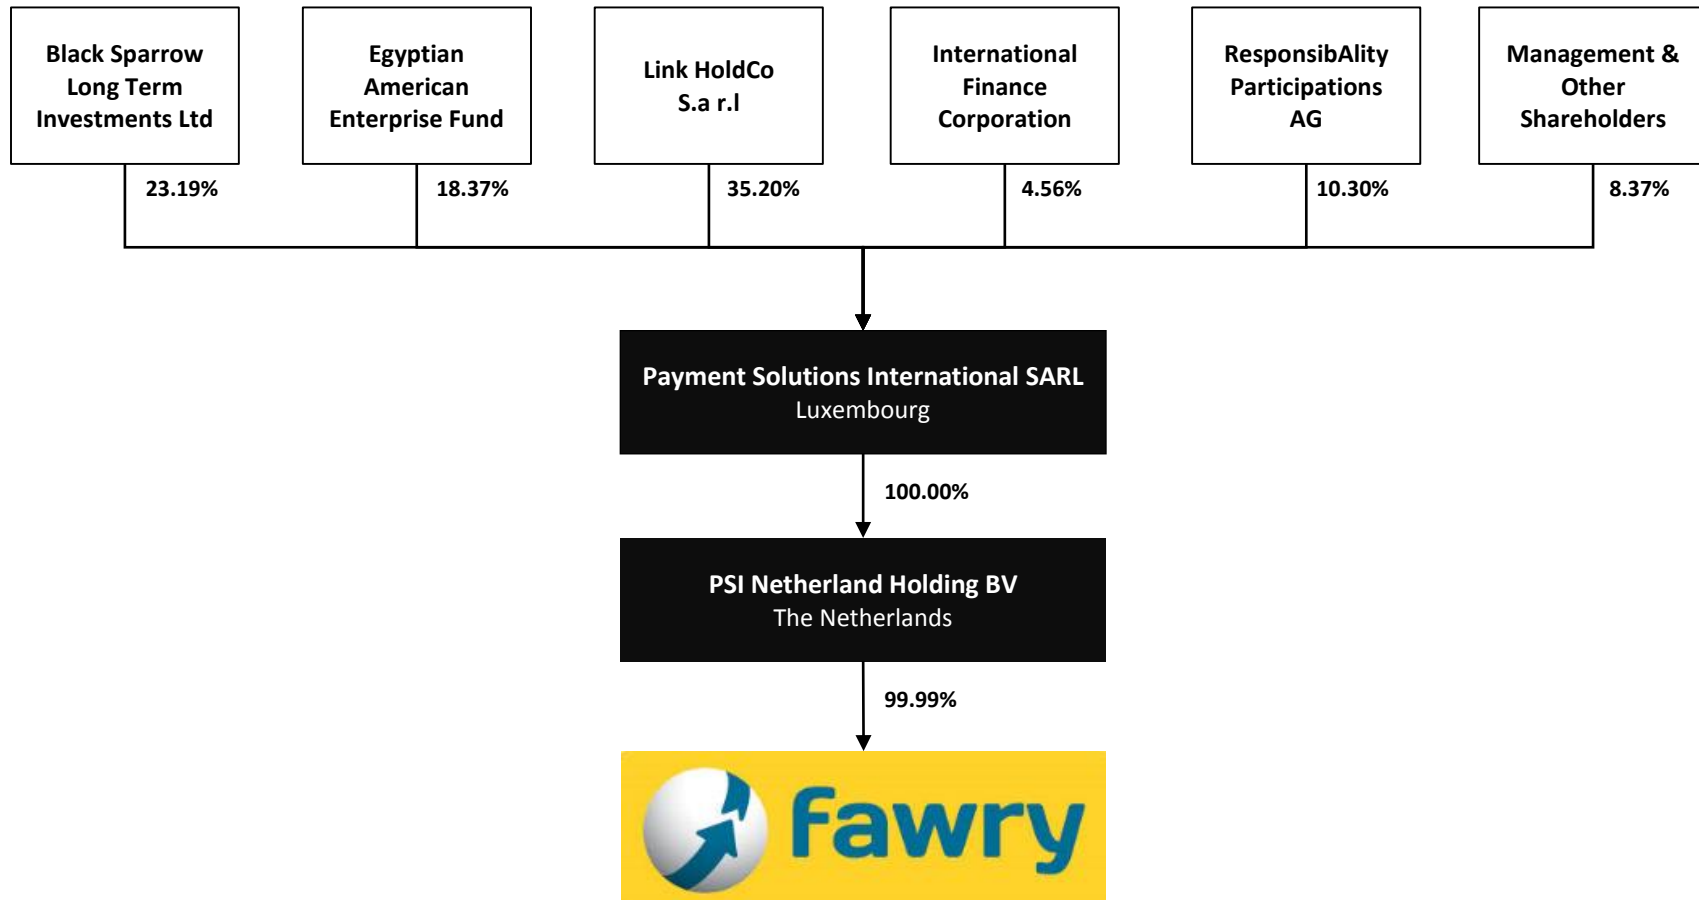 Black Sparrow
Long Term
Investments Ltd
Egyptian
American
Enterprise Fund
Link HoldCo
S.a r.l
International
Finance
Corporation
ResponsibAlity
Participations
AG
Management &
Other
Shareholders
23.19%
18.37%
35.20%
4.56%
10.30%
8.37%
Payment Solutions International SARL
Luxembourg
100.00%
PSI Netherland Holding BV
The Netherlands
99.99%
fawry